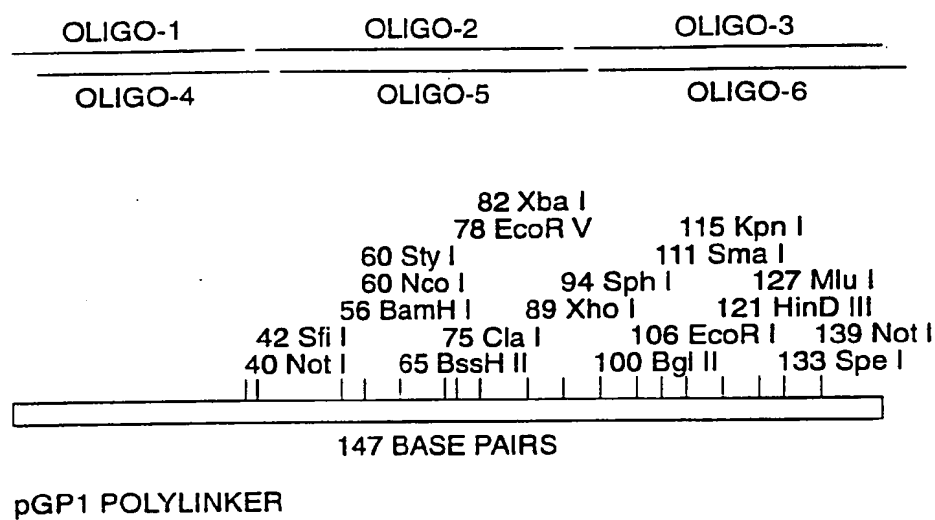 OLIGO-1 OLIGO-2 OLIGO-3
OLIGO-4 OLIGO-5 OLIGO-6
82 Xba I
78 EcoR V 115 Kpn I
60 Sty I 111 Sma I
60 Nco I 94 Sph I 127 Mlu I
56 BamH I 89 Xho I 121 HinD III
42 Sfi I 75 Cla I 106 EcoR I 139 Not I
40 Not I 65 BssH II 100 Bgl II 133 Spe I
147 BASE PAIRS
pGP1 POLYLINKER